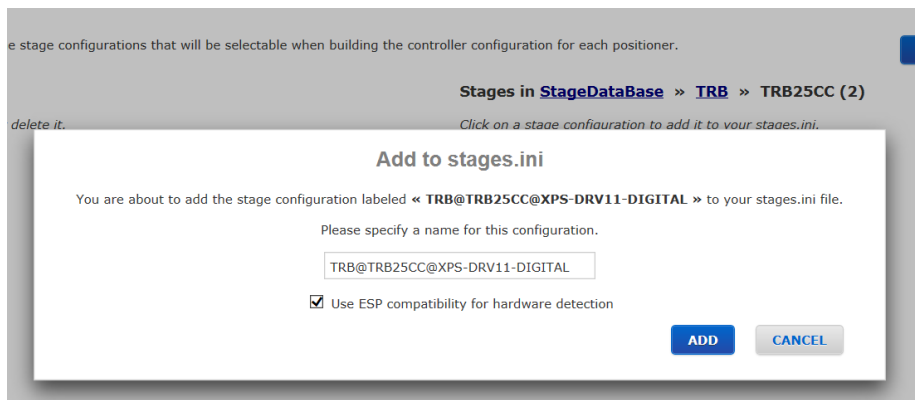 e stage configurations that will be selectable when building the controller configuration for each positioner.
Stages in StageDataBase » TRB » TRB25CC (2)
delete it.
Click on a stage configuration to add it to your stages.ini.
Add to stages.ini
You are about to add the stage configuration labeled « TRB@TRB25CC@XPS-DRV11-DIGITAL » to your stages.ini file.
Please specify a name for this configuration.
TRB@TRB25CC@XPS-DRV11-DIGITAL
Use ESP compatibility for hardware detection
ADD
CANCEL